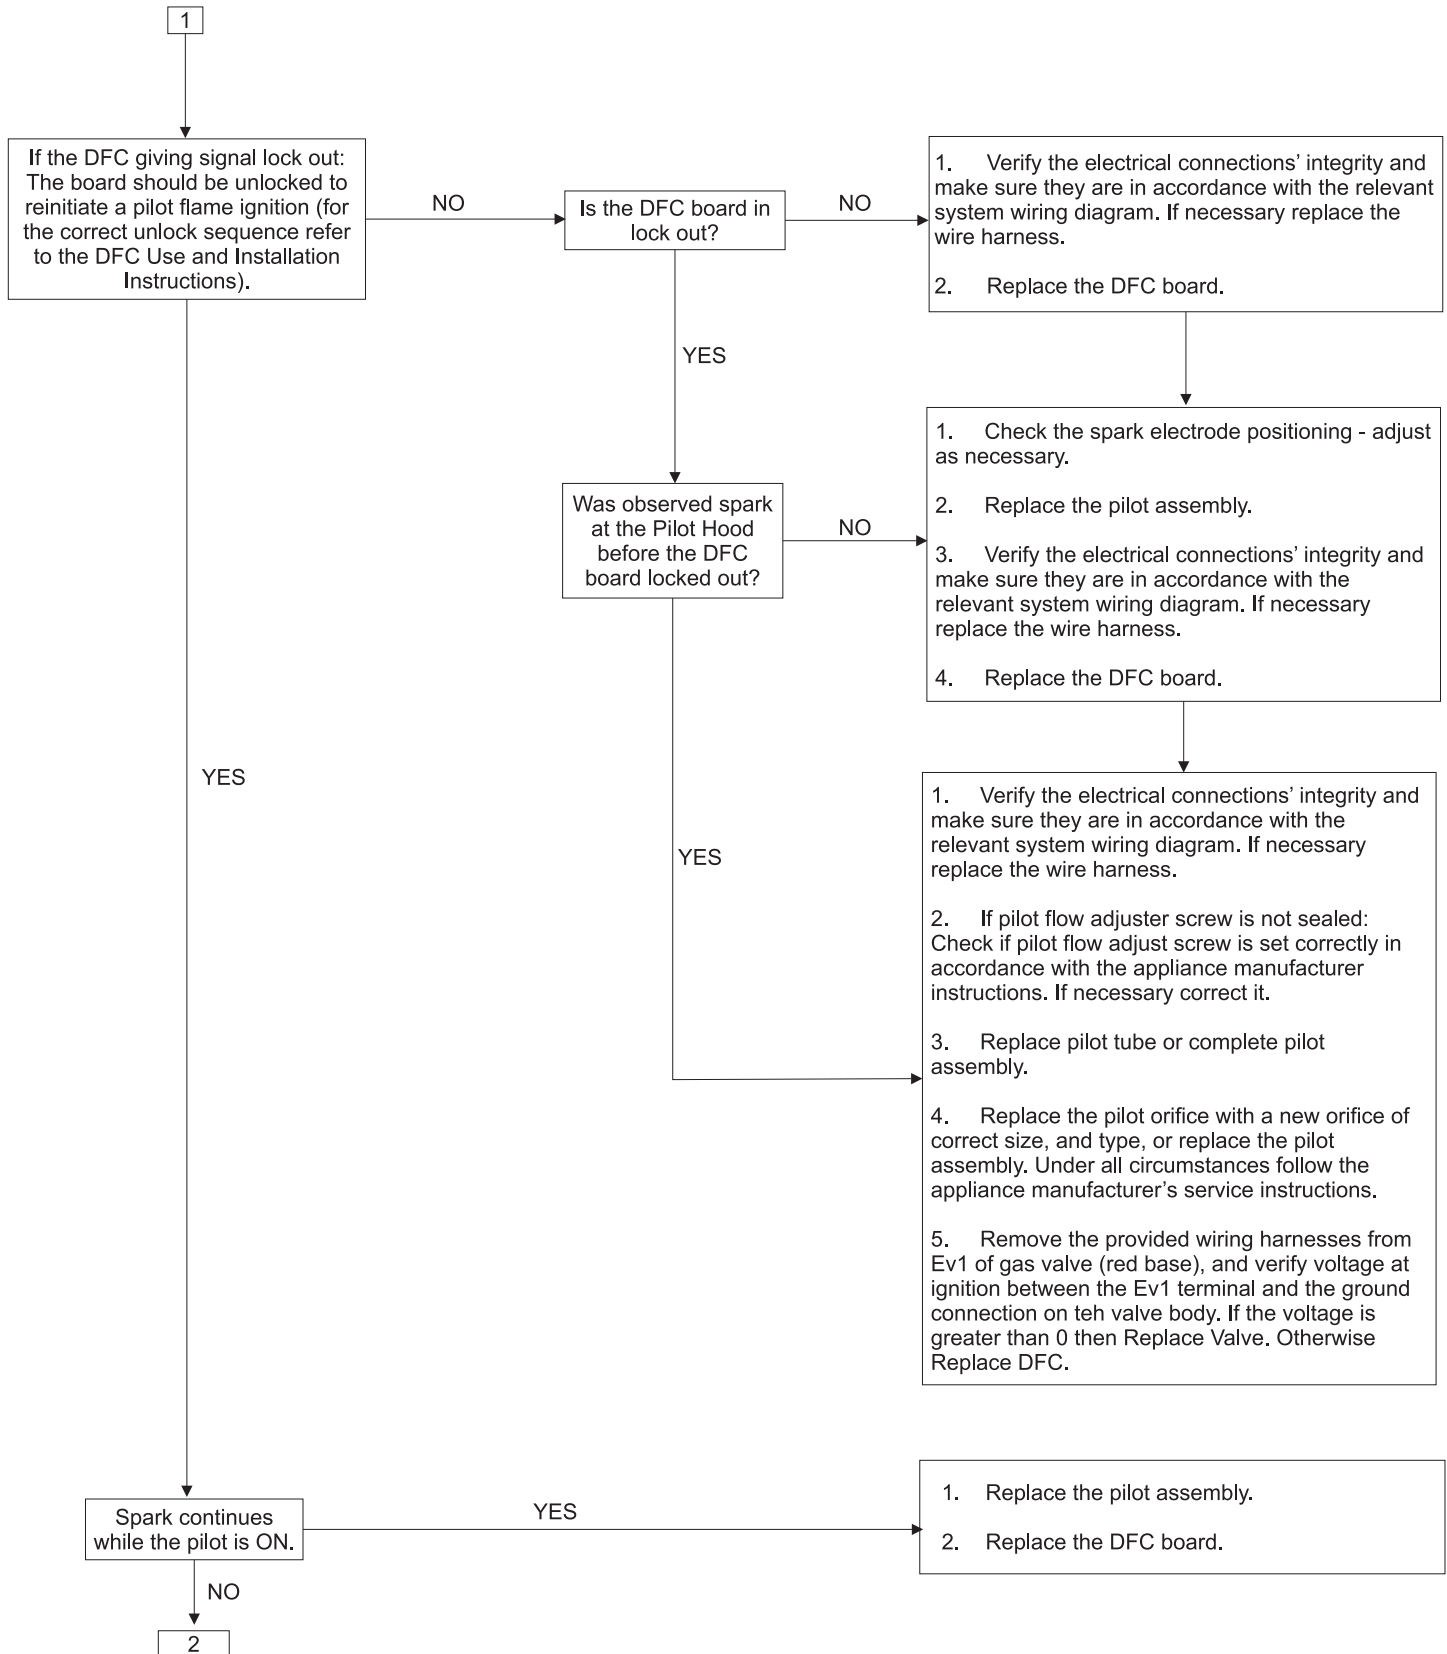 1
If the DFC giving signal lock out:
The board should be unlocked to
reinitiate a pilot flame ignition (for
the correct unlock sequence refer
to the DFC Use and Installation
Instructions).
NO
Is the DFC board in
lock out?
NO
1. Verify the electrical connections’ integrity and
make sure they are in accordance with the relevant
system wiring diagram. If necessary replace the
wire harness.
2. Replace the DFC board.
YES
Was observed spark
at the Pilot Hood
before the DFC
board locked out?
NO
1. Check the spark electrode positioning - adjust
as necessary.
2. Replace the pilot assembly.
3. Verify the electrical connections’ integrity and
make sure they are in accordance with the
relevant system wiring diagram. If necessary
replace the wire harness.
4. Replace the DFC board.
YES
YES
1. Verify the electrical connections’ integrity and
make sure they are in accordance with the
relevant system wiring diagram. If necessary
replace the wire harness.
2. If pilot flow adjuster screw is not sealed:
Check if pilot flow adjust screw is set correctly in
accordance with the appliance manufacturer
instructions. If necessary correct it.
3. Replace pilot tube or complete pilot
assembly.
4. Replace the pilot orifice with a new orifice of
correct size, and type, or replace the pilot
assembly. Under all circumstances follow the
appliance manufacturer’s service instructions.
5. Remove the provided wiring harnesses from
Ev1 of gas valve (red base), and verify voltage at
ignition between the Ev1 terminal and the ground
connection on teh valve body. If the voltage is
greater than 0 then Replace Valve. Otherwise
Replace DFC.
Spark continues
while the pilot is ON.
YES
1. Replace the pilot assembly.
2. Replace the DFC board.
NO
2